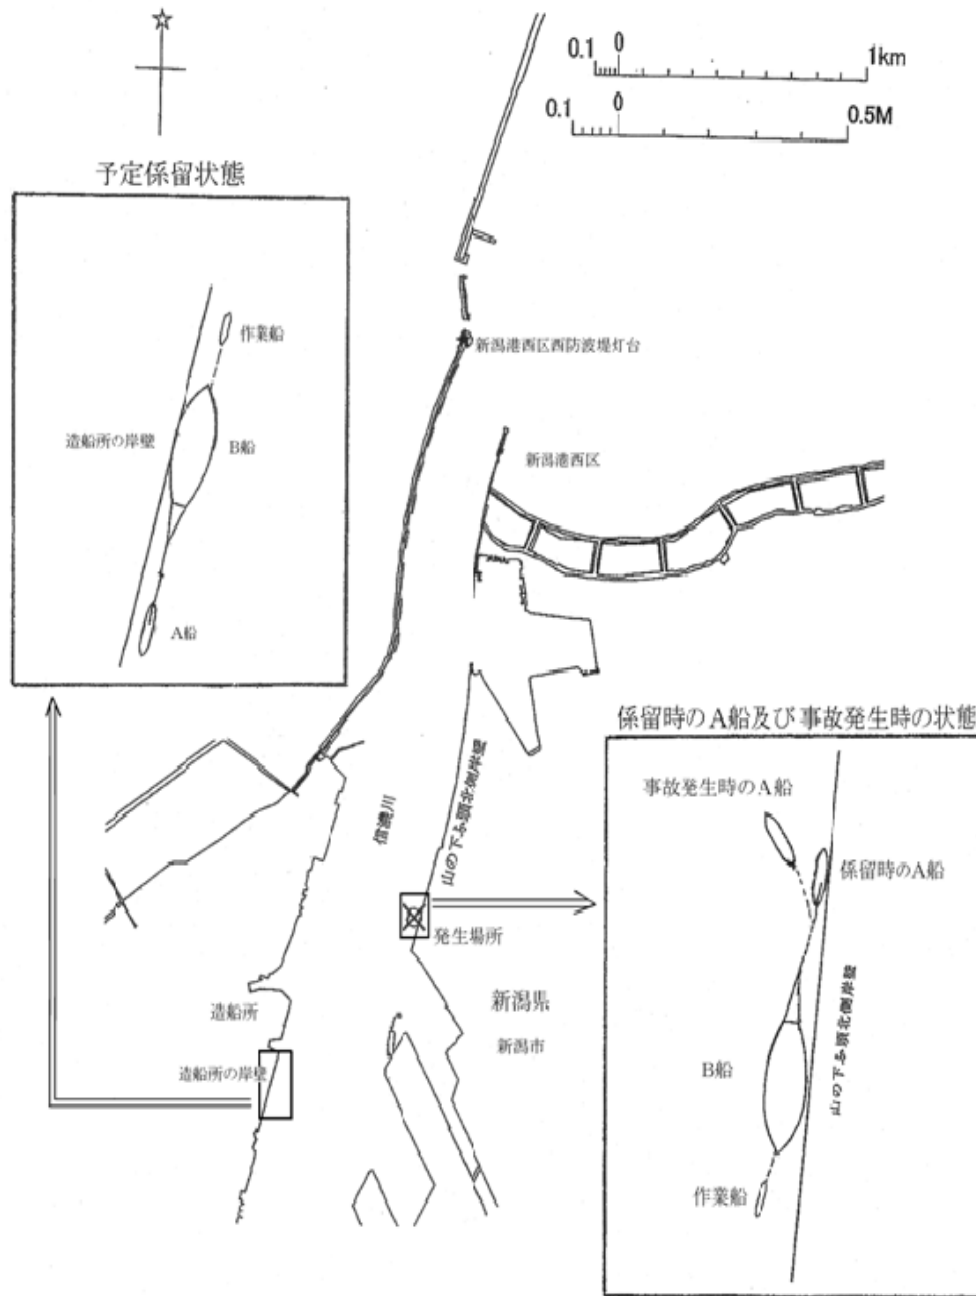 0.1 0 1km
0.1 0 0.5M
予定係留状態
作業船
造船所の岸壁
B船
A船
新潟港西区西防波堤灯台
新潟港西区
信濃川
山の下ふ頭北側岸壁
発生場所
造船所
新潟県
新潟市
造船所の岸壁
係留時のA船及び事故発生時の状態
事故発生時のA船
係留時のA船
山の下ふ頭北側岸壁
B船
作業船